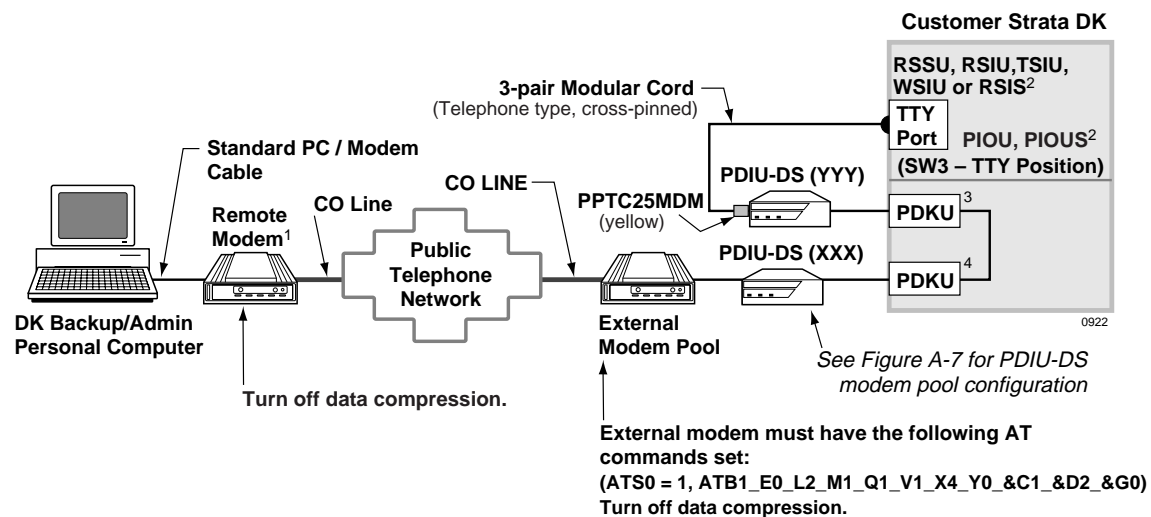 Customer Strata DK
RSSU, RSIU,TSIU,
WSIU or RSIS2
TTY
Port
PIOU, PIOUS2
(SW3 – TTY Position)
3-pair Modular Cord
(Telephone type, cross-pinned)
Standard PC / Modem
Cable
CO LINE
PDIU-DS (YYY)
PPTC25MDM
(yellow)
PDKU
3
CO Line
Remote
Modem1
Public
Telephone
Network
PDIU-DS (XXX)
PDKU
4
0922
DK Backup/Admin
Personal Computer
External
Modem Pool
See Figure A-7 for PDIU-DS
modem pool configuration
Turn off data compression.
External modem must have the following AT
commands set:
(ATS0 = 1, ATB1_E0_L2_M1_Q1_V1_X4_Y0_&C1_&D2_&G0)
Turn off data compression.